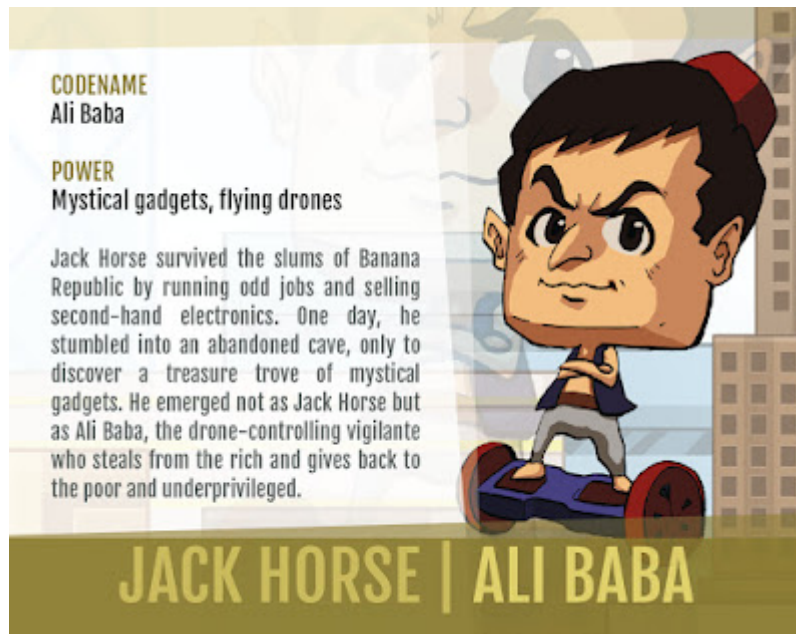 CODENAME
Ali Baba
POWER
Mystical gadgets, flying drones
Jack Horse survived the slums of Banana
Republic by running odd jobs and selling
second-hand electronics. One day, he
stumbled into an abandoned cave, only to
discover a treasure trove of mystical
gadgets. He emerged not as Jack Horse but
as Ali Baba, the drone-controlling vigilante
who steals from the rich and gives back to
the poor and underprivileged.
JACK HORSE | ALI BABA